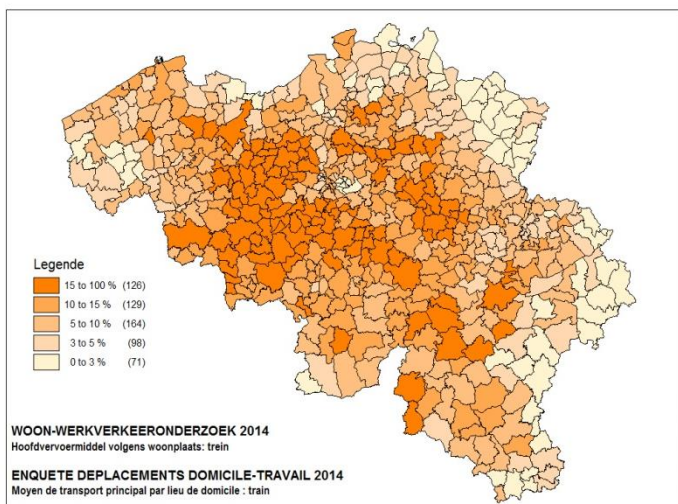 Legende
15 to 100 % (126)
10 to 15 % (129)
5 to 10 % (164)
3 to 5 % (98)
0 to 3 % (71)
WOON-WERKVERKEERONDERZOEK 2014
Hoofdvervoermiddel volgens woonplaats: trein
ENQUETE DEPLACEMENTS DOMICILE-TRAVAIL 2014
Moyen de transport principal par lieu de domicile : train